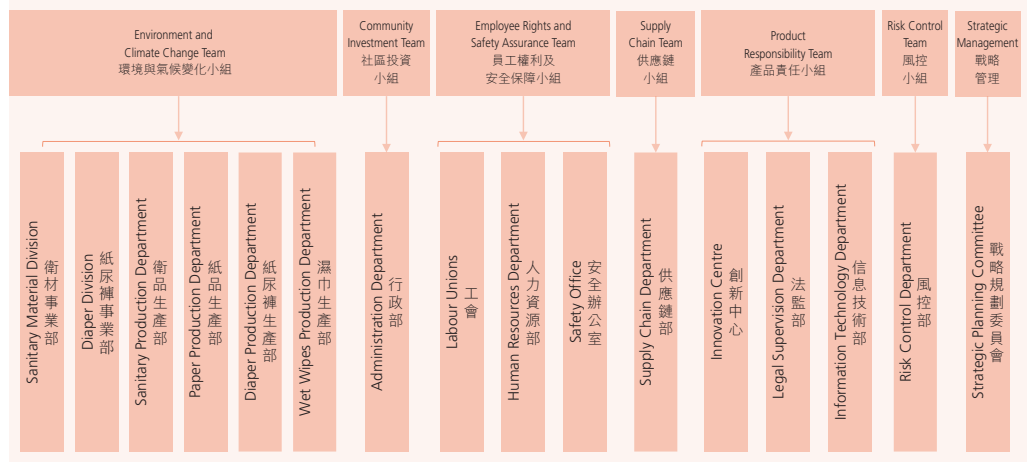 Environment and
Climate Change Team
環境與氣候變化小組
Community
Investment Team
社區投資
小組
Employee Rights and
Safety Assurance Team
員工權利及
安全保障小組
Supply
Chain Team
供應鏈
小組
Product
Responsibility Team
產品責任小組
Risk Control
Team
風控
小組
Strategic
Management
戰略
管理
Sanitary Material Division
衛材事業部
Diaper Division
紙尿褲事業部
Sanitary Production Department
衛品生產部
Paper Production Department
紙品生產部
Diaper Production Department
紙尿褲生產部
Wet Wipes Production Department
濕巾生產部
Administration Department
行政部
Labour Unions
工會
Human Resources Department
人力資源部
Safety Office
安全辦公室
Supply Chain Department
供應鏈部
Innovation Centre
創新中心
Legal Supervision Department
法監部
Information Technology Department
信息技術部
Risk Control Department
風控部
Strategic Planning Committee
戰略規劃委員會